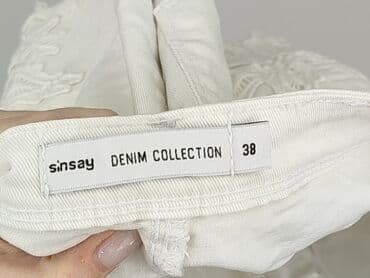 sinsay DENIM COLLECTION 38